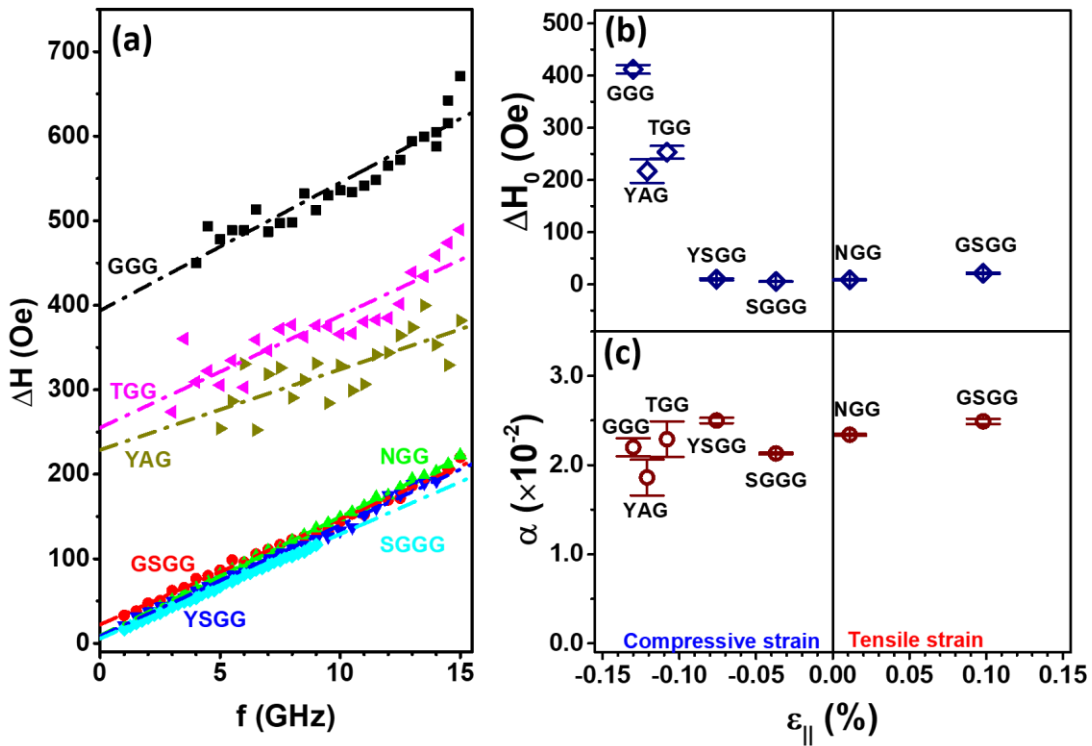 (a)
700
600
500
400
300
200
100
0
ΔH (Oe)
GGG
TGG
YAG
NGG
GSGG
SGGG
YSGG
0 5 10 15
f (GHz)
(b)
500
400
300
200
100
0
ΔH₀ (Oe)
GGG
TGG
YAG
YSGG
SGGG
NGG
GSGG
(c)
3.0
2.0
1.0
0.0
α (×10⁻²)
GGG
TGG
YAG
YSGG
SGGG
NGG
GSGG
Compressive strain Tensile strain
-0.15 -0.10 -0.05 0.00 0.05 0.10 0.15
ε|| (%)